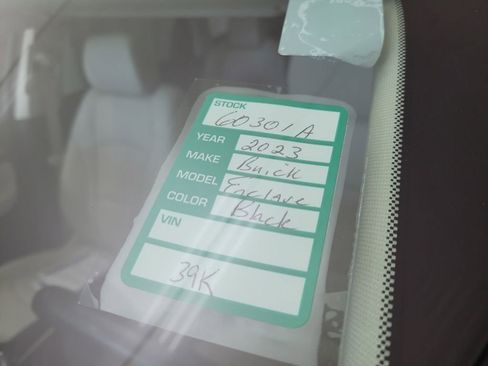 STOCK
60301A
YEAR 2023
MAKE Buick
MODEL Enclave
COLOR Black
VIN
39K